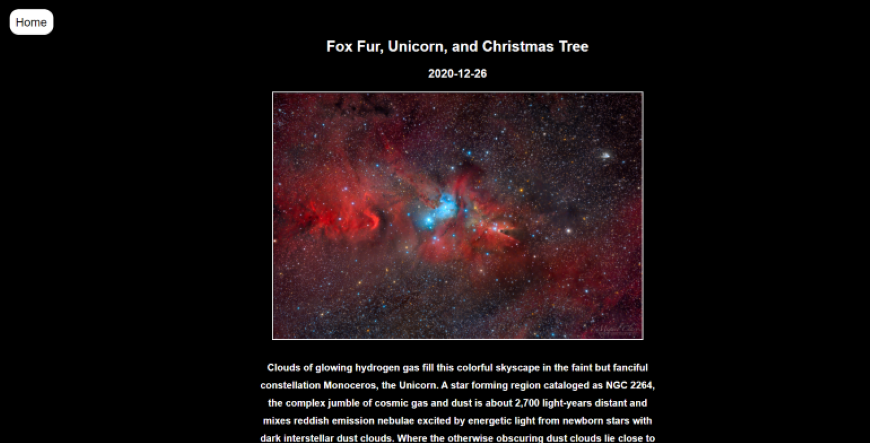 Home
Fox Fur, Unicorn, and Christmas Tree
2020-12-26
Clouds of glowing hydrogen gas fill this colorful skyscape in the faint but fanciful
constellation Monoceros, the Unicorn. A star forming region cataloged as NGC 2264,
the complex jumble of cosmic gas and dust is about 2,700 light-years distant and
mixes reddish emission nebulae excited by energetic light from newborn stars with
dark interstellar dust clouds. Where the otherwise obscuring dust clouds lie close to